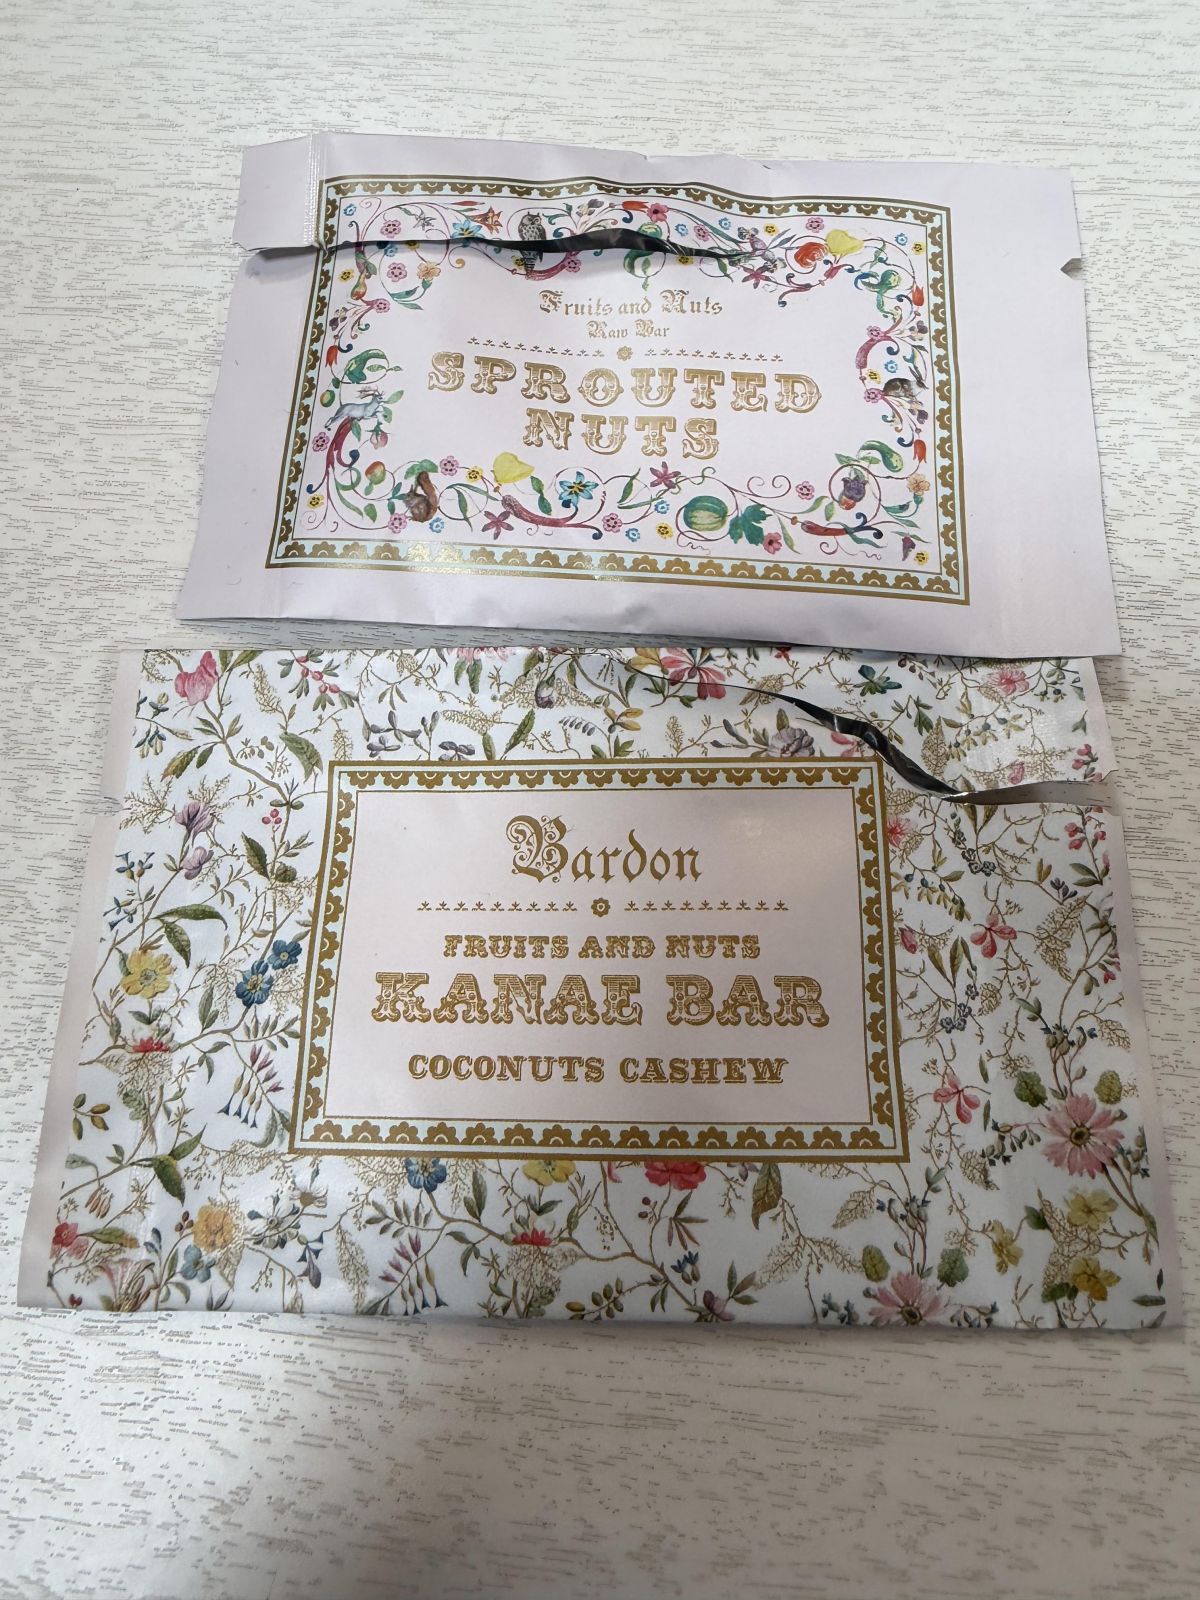 Fruits and Nuts
Raw Bar
SPROUTED
NUTS
Bardon
FRUITS AND NUTS
KANAE BAR
COCONUTS CASHEW